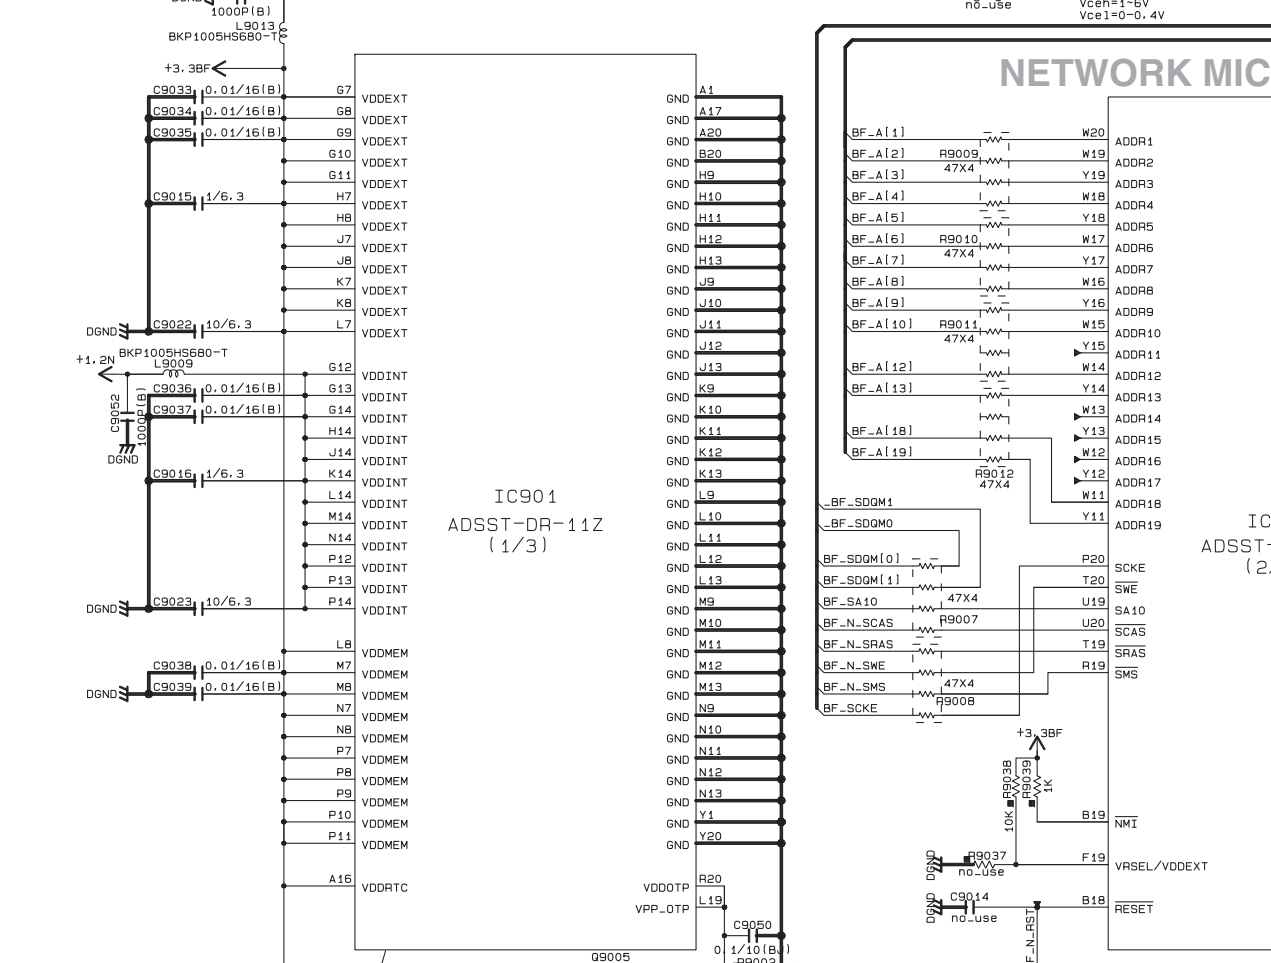 1000P(B)
L9013
BKP1005HS680-T
+3.3BF
C9033 0.01/16(B)
C9034 0.01/16(B)
C9035 0.01/16(B)
C9015 1/6.3
DGND
C9022 10/6.3
BKP1005HS680-T
+1.2N
L9009
C9036 0.01/16(B)
C9037 0.01/16(B)
C9052
1000P(B)
DGND
C9016 1/6.3
DGND
C9023 10/6.3
C9038 0.01/16(B)
DGND
C9039 0.01/16(B)
G7 VDDEXT
G8 VDDEXT
G9 VDDEXT
G10 VDDEXT
G11 VDDEXT
H7 VDDEXT
H8 VDDEXT
J7 VDDEXT
J8 VDDEXT
K7 VDDEXT
K8 VDDEXT
L7 VDDEXT
G12 VDDINT
G13 VDDINT
G14 VDDINT
H14 VDDINT
J14 VDDINT
K14 VDDINT
L14 VDDINT
M14 VDDINT
N14 VDDINT
P12 VDDINT
P13 VDDINT
P14 VDDINT
L8 VDDMEM
M7 VDDMEM
M8 VDDMEM
N7 VDDMEM
N8 VDDMEM
P7 VDDMEM
P8 VDDMEM
P9 VDDMEM
P10 VDDMEM
P11 VDDMEM
A16 VDDRTC
IC901
ADSST-DR-11Z
(1/3)
GND A1
GND A17
GND A20
GND B20
GND H9
GND H10
GND H11
GND H12
GND H13
GND J9
GND J10
GND J11
GND J12
GND J13
GND K9
GND K10
GND K11
GND K12
GND K13
GND L9
GND L10
GND L11
GND L12
GND L13
GND M9
GND M10
GND M11
GND M12
GND M13
GND N9
GND N10
GND N11
GND N12
GND N13
GND Y1
GND Y20
VDDOTP R20
VPP_OTP L19
C9050
0.1/10(BJ)
Q9005
no_use
Vceh=1~6V
Vcel=0-0.4V
NETWORK MIC
BF_A[1]
BF_A[2] R9009
BF_A[3] 47X4
BF_A[4]
BF_A[5]
BF_A[6] R9010
BF_A[7] 47X4
BF_A[8]
BF_A[9]
BF_A[10] R9011
47X4
BF_A[12]
BF_A[13]
BF_A[18]
BF_A[19]
R9012
47X4
_BF_SDQM1
_BF_SDQM0
BF_SDQM[0]
BF_SDQM[1]
BF_SA10 47X4
BF_N_SCAS R9007
BF_N_SRAS
BF_N_SWE
BF_N_SMS 47X4
BF_SCKE R9008
W20 ADDR1
W19 ADDR2
Y19 ADDR3
W18 ADDR4
Y18 ADDR5
W17 ADDR6
Y17 ADDR7
W16 ADDR8
Y16 ADDR9
W15 ADDR10
Y15 ADDR11
W14 ADDR12
Y14 ADDR13
W13 ADDR14
Y13 ADDR15
W12 ADDR16
Y12 ADDR17
W11 ADDR18
Y11 ADDR19
P20 SCKE
T20 SWE
U19 SA10
U20 SCAS
T19 SRAS
R19 SMS
IC
ADSST-
(2/
+3.3BF
R9038
10K
R9039
1K
B19 NMI
DGND
R9037
no_use
F19 VRSEL/VDDEXT
DGND
C9014
no_use
B18 RESET
F_N_RST